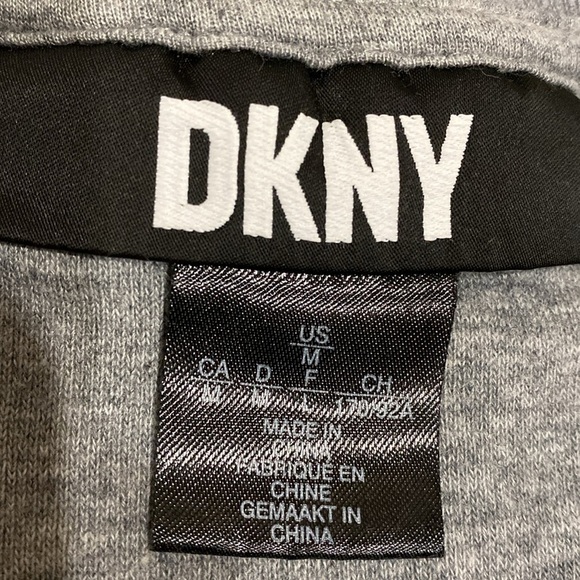 DKNY
US
M
CA D F CH
M M L 170/92A
MADE IN
CHINA
FABRIQUE EN
CHINE
GEMAAKT IN
CHINA